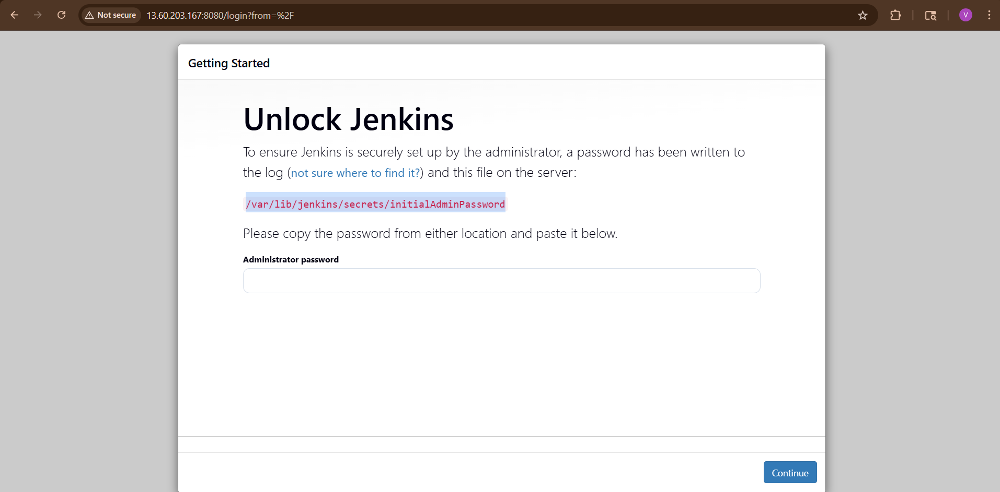 Not secure 13.60.203.167:8080/login?from=%2F
V
Getting Started
Unlock Jenkins
To ensure Jenkins is securely set up by the administrator, a password has been written to
the log (not sure where to find it?) and this file on the server:
/var/lib/jenkins/secrets/initialAdminPassword
Please copy the password from either location and paste it below.
Administrator password
Continue